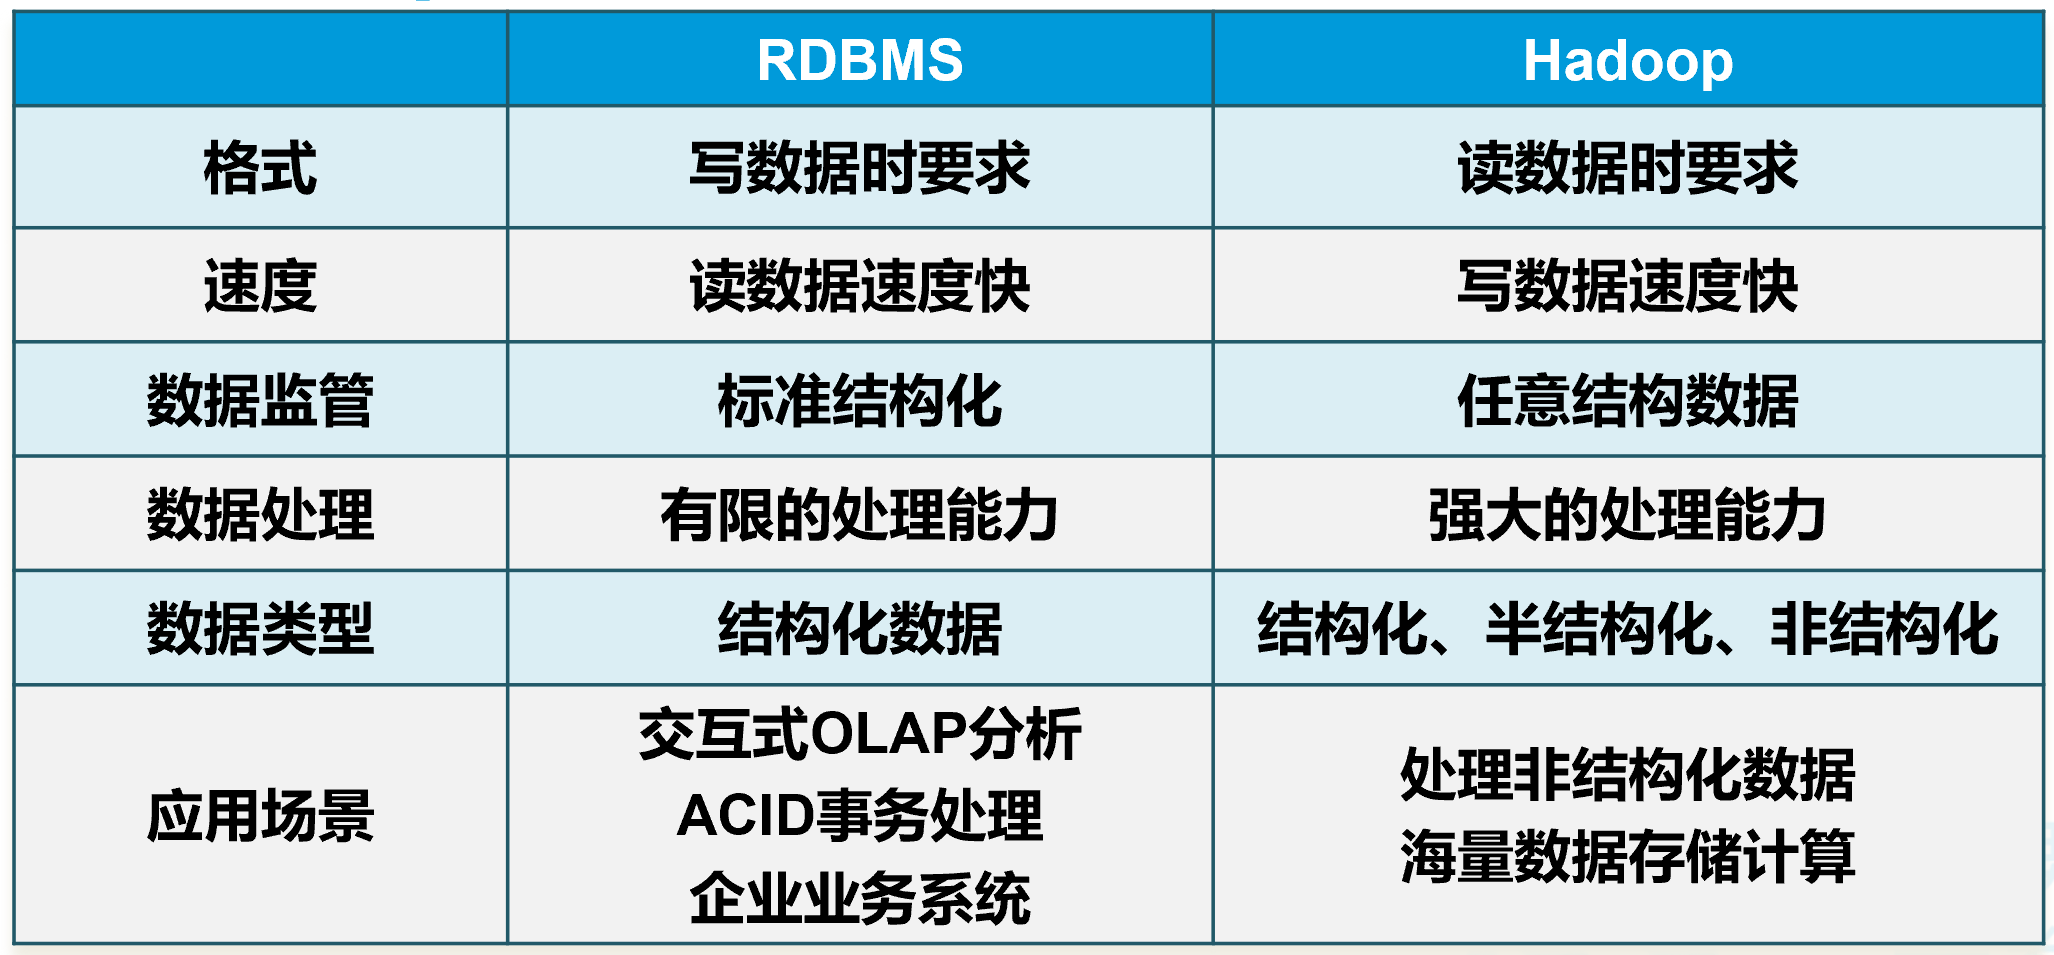 RDBMS Hadoop
格式 写数据时要求 读数据时要求
速度 读数据速度快 写数据速度快
数据监管 标准结构化 任意结构数据
数据处理 有限的处理能力 强大的处理能力
数据类型 结构化数据 结构化、半结构化、非结构化
应用场景
交互式OLAP分析
ACID事务处理
企业业务系统
处理非结构化数据
海量数据存储计算